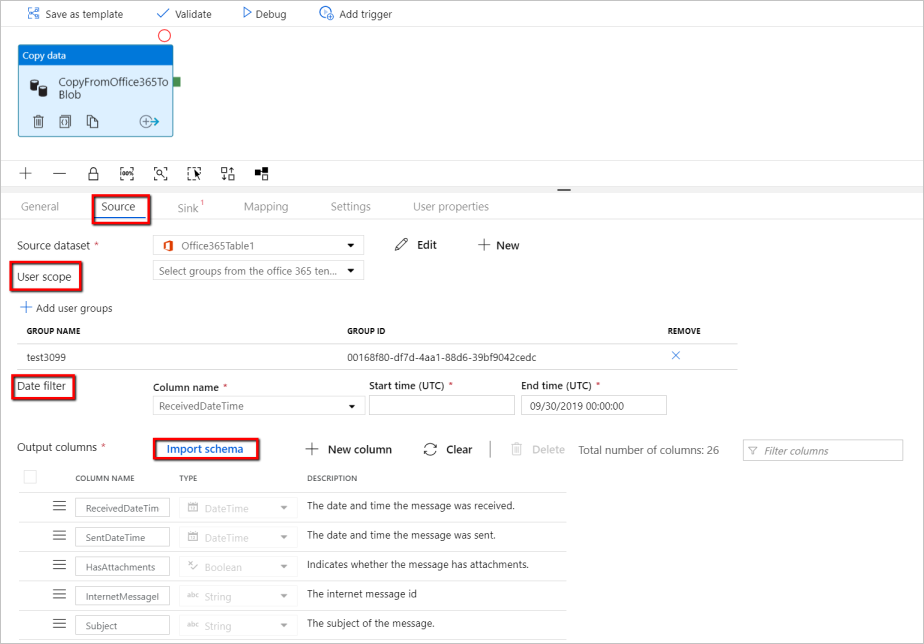 Save as template Validate Debug Add trigger
Copy data
CopyFromOffice365To
Blob
100%
General Source Sink 1 Mapping Settings User properties
Source dataset * Office365Table1 Edit New
User scope Select groups from the office 365 ten...
Add user groups
GROUP NAME GROUP ID REMOVE
test3099 00168f80-df7d-4aa1-88d6-39bf9042cedc
Date filter Column name * Start time (UTC) * End time (UTC) *
ReceivedDateTime 09/30/2019 00:00:00
Output columns * Import schema New column Clear Delete Total number of columns: 26 Filter columns
COLUMN NAME TYPE DESCRIPTION
ReceivedDateTim DateTime The date and time the message was received.
SentDateTime DateTime The date and time the message was sent.
HasAttachments Boolean Indicates whether the message has attachments.
InternetMessageI abc String The internet message id
Subject abc String The subject of the message.